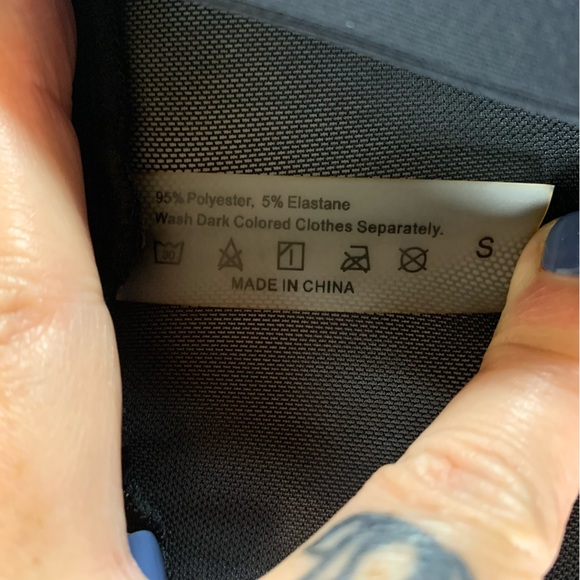 95% Polyester, 5% Elastane
Wash Dark Colored Clothes Separately.
S
MADE IN CHINA